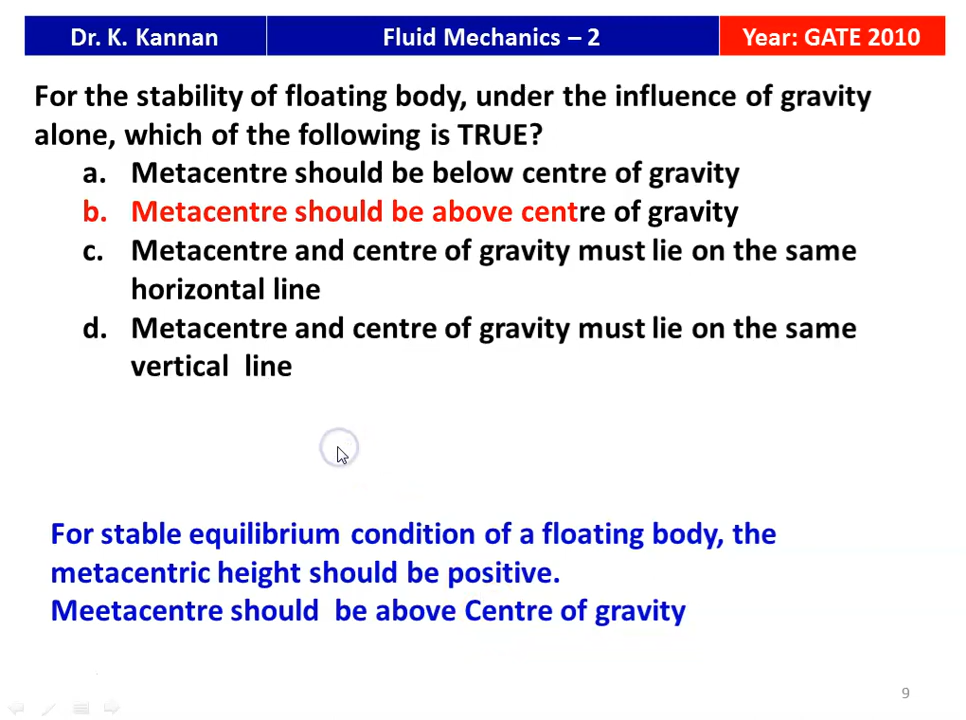 Dr. K. Kannan Fluid Mechanics – 2 Year: GATE 2010
For the stability of floating body, under the influence of gravity
alone, which of the following is TRUE?
a. Metacentre should be below centre of gravity
b. Metacentre should be above centre of gravity
c. Metacentre and centre of gravity must lie on the same
horizontal line
d. Metacentre and centre of gravity must lie on the same
vertical line
For stable equilibrium condition of a floating body, the
metacentric height should be positive.
Meetacentre should be above Centre of gravity
9